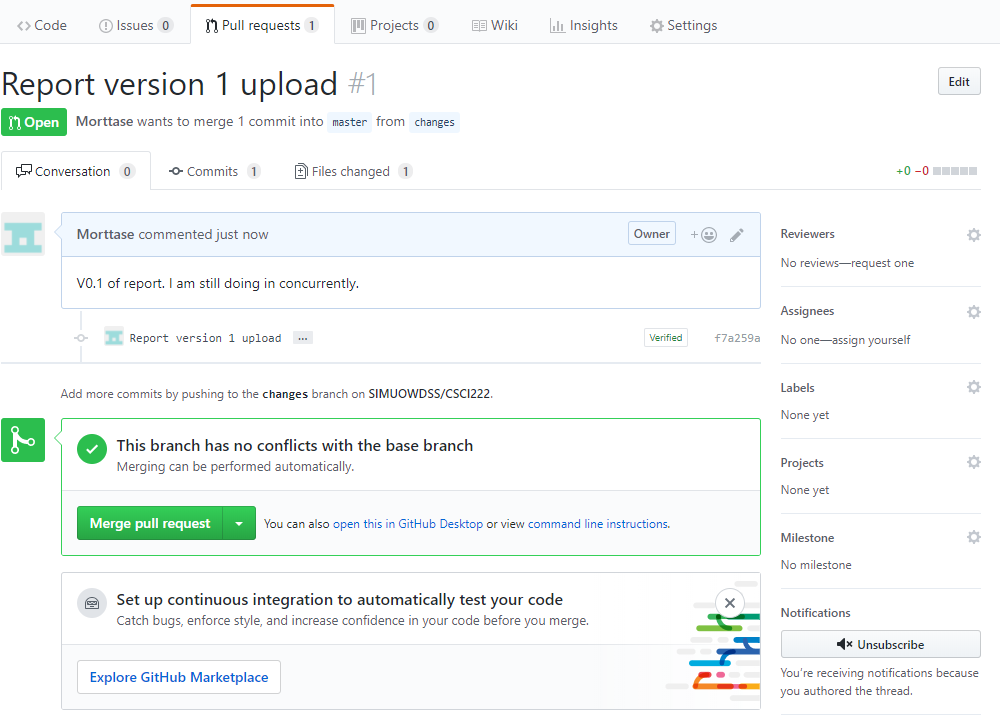 Code Issues 0 Pull requests 1 Projects 0 Wiki Insights Settings
Report version 1 upload #1
Edit
Open Morttase wants to merge 1 commit into master from changes
Conversation 0 Commits 1 Files changed 1 +0 −0
Morttase commented just now Owner +
V0.1 of report. I am still doing in concurrently.
Report version 1 upload ... Verified f7a259a
Add more commits by pushing to the changes branch on SIMUOWDSS/CSCI222.
This branch has no conflicts with the base branch
Merging can be performed automatically.
Merge pull request You can also open this in GitHub Desktop or view command line instructions.
Set up continuous integration to automatically test your code
Catch bugs, enforce style, and increase confidence in your code before you merge.
Explore GitHub Marketplace
Reviewers
No reviews—request one
Assignees
No one—assign yourself
Labels
None yet
Projects
None yet
Milestone
No milestone
Notifications
Unsubscribe
You’re receiving notifications because
you authored the thread.